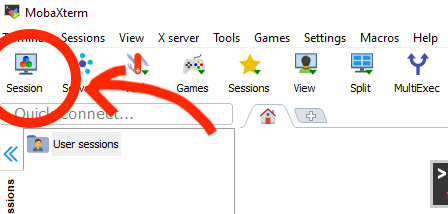 MobaXterm
Sessions View X server Tools Games Settings Macros Help
Session Games Sessions View Split MultiExec
Quick connect...
User sessions
ssions